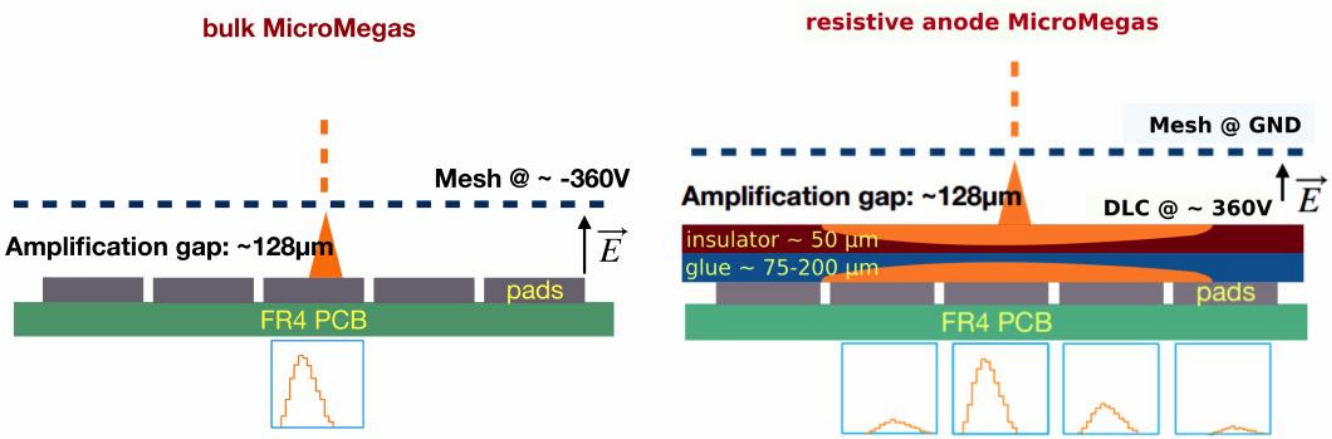 bulk MicroMegas
Mesh @ ~ -360V
Amplification gap: ~128µm
E
pads
FR4 PCB
resistive anode MicroMegas
Mesh @ GND
Amplification gap: ~128µm
E
DLC @ ~ 360V
insulator ~ 50 µm
glue ~ 75-200 µm
pads
FR4 PCB